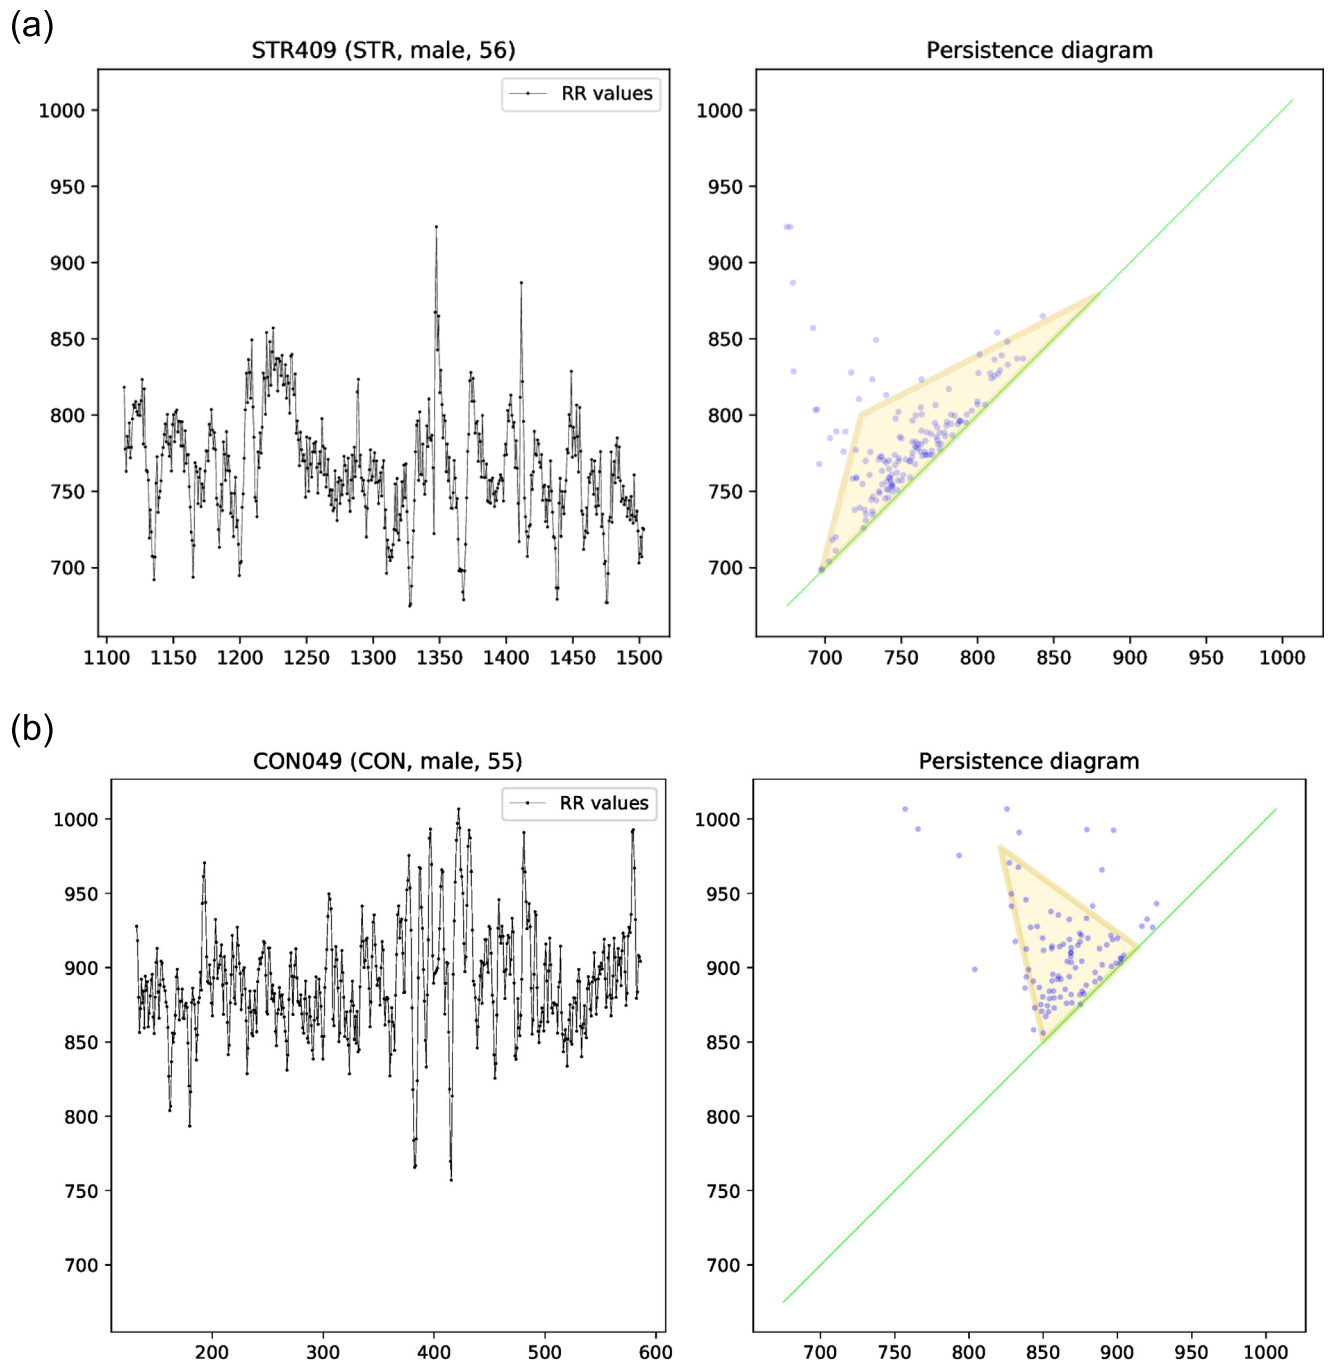 (a)
STR409 (STR, male, 56)
Persistence diagram
RR values
1000
950
900
850
800
750
700
1100 1150 1200 1250 1300 1350 1400 1450 1500
1000
950
900
850
800
750
700
700 750 800 850 900 950 1000
(b)
CON049 (CON, male, 55)
Persistence diagram
RR values
1000
950
900
850
800
750
700
200 300 400 500 600
1000
950
900
850
800
750
700
700 750 800 850 900 950 1000